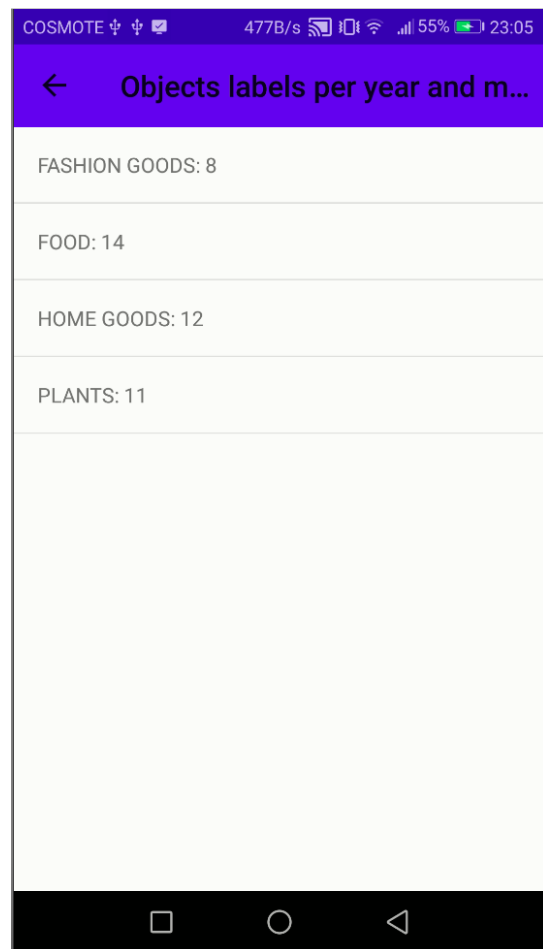 COSMOTE 477B/s 55% 23:05
Objects labels per year and m...
FASHION GOODS: 8
FOOD: 14
HOME GOODS: 12
PLANTS: 11